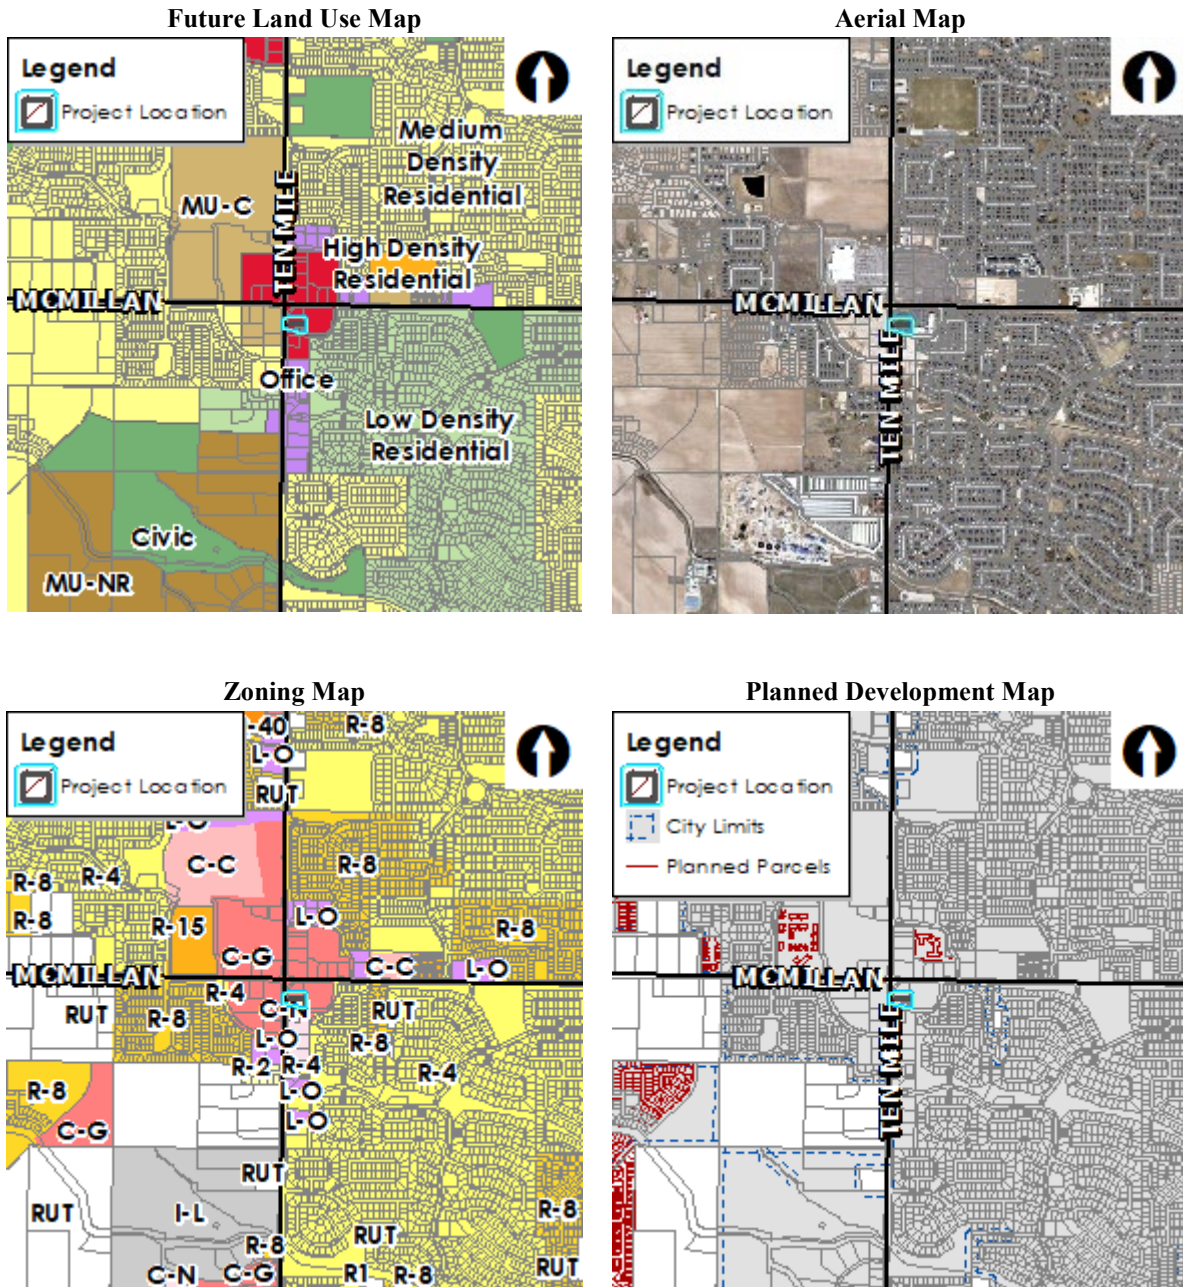 Future Land Use Map
Legend
Project Location
Medium
Density
Residential
MU-C
TEN MILE
High Density
Residential
MCMILLAN
Office
Low Density
Residential
Civic
MU-NR
Aerial Map
Legend
Project Location
MCMILLAN
TEN MILE
Zoning Map
Legend
Project Location
-40
R-8
L-O
RUT
L-O
C-C
R-8
R-4
R-8
R-8
R-15
L-O
R-8
C-G
C-C
L-O
MCMILLAN
R-4
RUT
R-8
C-N
RUT
L-O
R-8
R-2
R-4
R-4
R-8
L-O
L-O
C-G
RUT
RUT
I-L
R-8
R-8
RUT
C-N
C-G
R1
R-8
RUT
Planned Development Map
Legend
Project Location
City Limits
Planned Parcels
MCMILLAN
TEN MILE